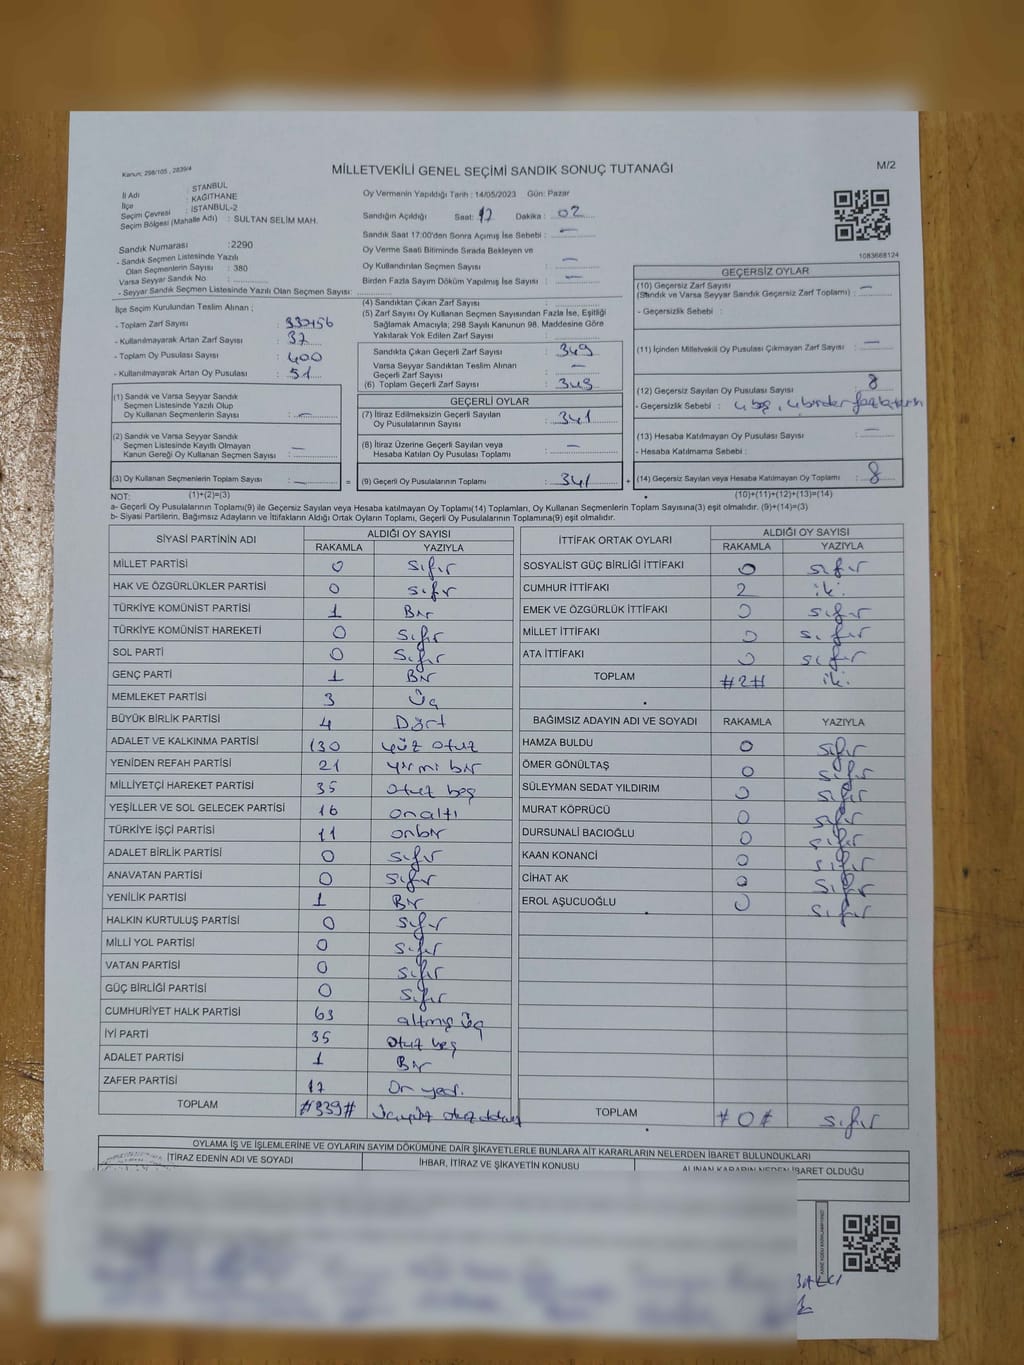 Kanun; 298/105 , 2839/4
MİLLETVEKİLİ GENEL SEÇİMİ SANDIK SONUÇ TUTANAĞI
M/2
İl Adı : STANBUL
İlçe : KAĞITHANE
Seçim Çevresi : İSTANBUL-2
Seçim Bölgesi (Mahalle Adı) : SULTAN SELİM MAH.
Oy Vermenin Yapıldığı Tarih : 14/05/2023 Gün: Pazar
Sandığın Açıldığı Saat: 17 Dakika : 02
Sandık Saat 17:00'den Sonra Açımış İse Sebebi : —
Oy Verme Saati Bitiminde Sırada Bekleyen ve
Oy Kullandırılan Seçmen Sayısı : —
Birden Fazla Sayım Döküm Yapılmış İse Sayısı : —
1083668124
Sandık Numarası :2290
- Sandık Seçmen Listesinde Yazılı
Olan Seçmenlerin Sayısı : 380
Varsa Seyyar Sandık No :
- Seyyar Sandık Seçmen Listesinde Yazılı Olan Seçmen Sayısı:
İlçe Seçim Kurulundan Teslim Alınan ;
- Toplam Zarf Sayısı :
- Kullanılmayarak Artan Zarf Sayısı : 37
- Toplam Oy Pusulası Sayısı : 400
- Kullanılmayarak Artan Oy Pusulası : 51
(1) Sandık ve Varsa Seyyar Sandık
Seçmen Listesinde Yazılı Olup
Oy Kullanan Seçmenlerin Sayısı : —
(2) Sandık ve Varsa Seyyar Sandık
Seçmen Listesinde Kayıtlı Olmayan
Kanun Gereği Oy Kullanan Seçmen Sayısı : —
(3) Oy Kullanan Seçmenlerin Toplam Sayısı : — =
(4) Sandıktan Çıkan Zarf Sayısı :
(5) Zarf Sayısı Oy Kullanan Seçmen Sayısından Fazla İse, Eşitliği
Sağlamak Amacıyla; 298 Sayılı Kanunun 98. Maddesine Göre
Yakılarak Yok Edilen Zarf Sayısı :
Sandıkta Çıkan Geçerli Zarf Sayısı : 349
Varsa Seyyar Sandıktan Teslim Alınan
Geçerli Zarf Sayısı : —
(6) Toplam Geçerli Zarf Sayısı : 349
GEÇERLİ OYLAR
(7) İtiraz Edilmeksizin Geçerli Sayılan
Oy Pusulalarının Sayısı : 341
(8) İtiraz Üzerine Geçerli Sayılan veya
Hesaba Katılan Oy Pusulası Toplamı : —
(9) Geçerli Oy Pusulalarının Toplamı : 341 +
GEÇERSİZ OYLAR
(10) Geçersiz Zarf Sayısı
(Sandık ve Varsa Seyyar Sandık Geçersiz Zarf Toplamı) : —
- Geçersizlik Sebebi :
(11) İçinden Milletvekili Oy Pusulası Çıkmayan Zarf Sayısı : —
(12) Geçersiz Sayılan Oy Pusulası Sayısı : 8
- Geçersizlik Sebebi : 4 boş, 4 birden fazla
(13) Hesaba Katılmayan Oy Pusulası Sayısı : —
- Hesaba Katılmama Sebebi :
(14) Geçersiz Sayılan veya Hesaba Katılmayan Oy Toplamı : 8
NOT: (1)+(2)=(3) (10)+(11)+(12)+(13)=(14)
a- Geçerli Oy Pusulalarının Toplamı(9) ile Geçersiz Sayılan veya Hesaba katılmayan Oy Toplamı(14) Toplamları, Oy Kullanan Seçmenlerin Toplam Sayısına(3) eşit olmalıdır. (9)+(14)=(3)
b- Siyasi Partilerin, Bağımsız Adayların ve İttifakların Aldığı Ortak Oyların Toplamı, Geçerli Oy Pusulalarının Toplamına(9) eşit olmalıdır.
SİYASİ PARTİNİN ADI ALDIĞI OY SAYISI
RAKAMLA YAZIYLA
MİLLET PARTİSİ 0 sıfır
HAK VE ÖZGÜRLÜKLER PARTİSİ 0 sıfır
TÜRKİYE KOMÜNİST PARTİSİ 1 Bir
TÜRKİYE KOMÜNİST HAREKETİ 0 sıfır
SOL PARTİ 0 sıfır
GENÇ PARTİ 1 Bir
MEMLEKET PARTİSİ 3 Üç
BÜYÜK BİRLİK PARTİSİ 4 Dört
ADALET VE KALKINMA PARTİSİ 130 yüz otuz
YENİDEN REFAH PARTİSİ 21 yirmi bir
MİLLİYETÇİ HAREKET PARTİSİ 35 otuz beş
YEŞİLLER VE SOL GELECEK PARTİSİ 16 onaltı
TÜRKİYE İŞÇİ PARTİSİ 11 onbir
ADALET BİRLİK PARTİSİ 0 sıfır
ANAVATAN PARTİSİ 0 sıfır
YENİLİK PARTİSİ 1 Bir
HALKIN KURTULUŞ PARTİSİ 0 sıfır
MİLLİ YOL PARTİSİ 0 sıfır
VATAN PARTİSİ 0 sıfır
GÜÇ BİRLİĞİ PARTİSİ 0 sıfır
CUMHURİYET HALK PARTİSİ 63 altmış üç
İYİ PARTİ 35 otuz beş
ADALET PARTİSİ 1 Bir
ZAFER PARTİSİ 17 On yedi
TOPLAM #339# Üçyüz otuz dokuz
İTTİFAK ORTAK OYLARI ALDIĞI OY SAYISI
RAKAMLA YAZIYLA
SOSYALİST GÜÇ BİRLİĞİ İTTİFAKI 0 sıfır
CUMHUR İTTİFAKI 2 iki
EMEK VE ÖZGÜRLÜK İTTİFAKI 0 sıfır
MİLLET İTTİFAKI 0 sıfır
ATA İTTİFAKI 0 sıfır
TOPLAM #2# iki
BAĞIMSIZ ADAYIN ADI VE SOYADI RAKAMLA YAZIYLA
HAMZA BULDU 0 sıfır
ÖMER GÖNÜLTAŞ 0 sıfır
SÜLEYMAN SEDAT YILDIRIM 0 sıfır
MURAT KÖPRÜCÜ 0 sıfır
DURSUNALİ BACIOĞLU 0 sıfır
KAAN KONANCİ 0 sıfır
CİHAT AK 0 sıfır
EROL AŞUCUOĞLU 0 sıfır
TOPLAM #0# sıfır
OYLAMA İŞ VE İŞLEMLERİNE VE OYLARIN SAYIM DÖKÜMÜNE DAİR ŞİKAYETLERLE BUNLARA AİT KARARLARIN NELERDEN İBARET BULUNDUKLARI
İTİRAZ EDENİN ADI VE SOYADI İHBAR, İTİRAZ VE ŞİKAYETİN KONUSU ALINAN KARARIN NEDEN İBARET OLDUĞU